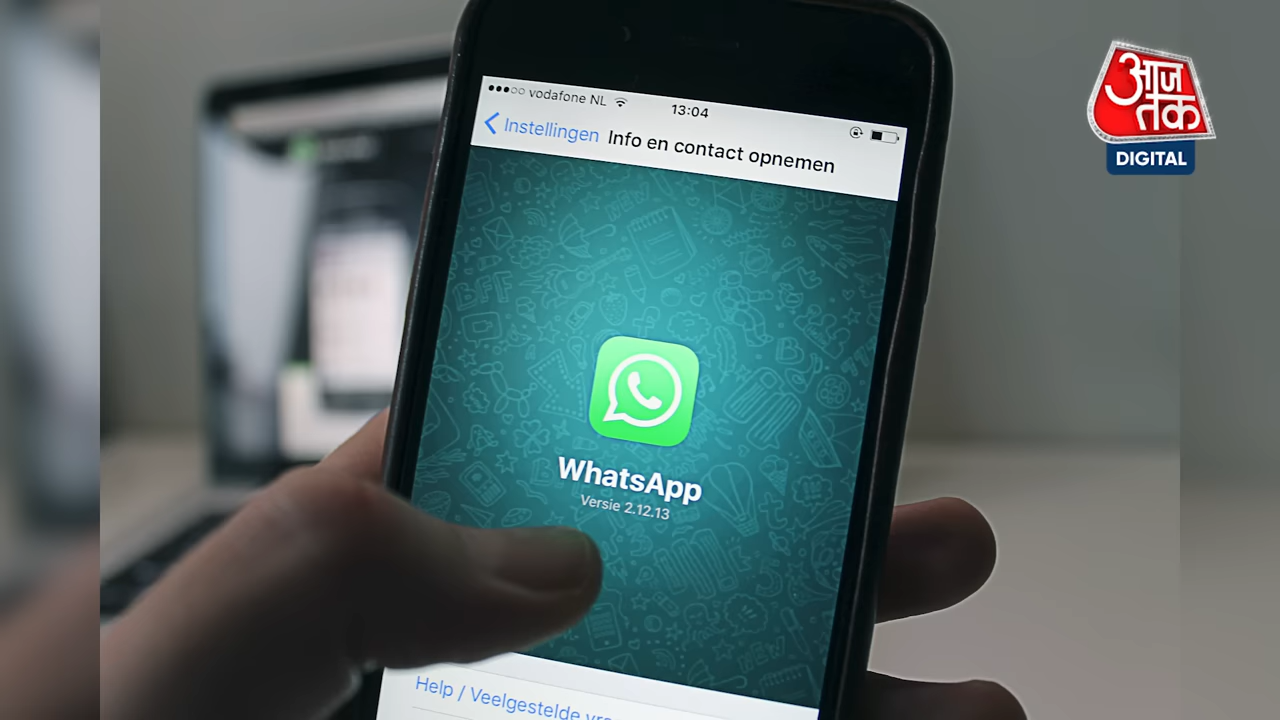 vodafone NL
13:04
Instellingen
Info en contact opnemen
WhatsApp
Versie 2.12.13
Help / Veelgestelde
आज
तक
DIGITAL